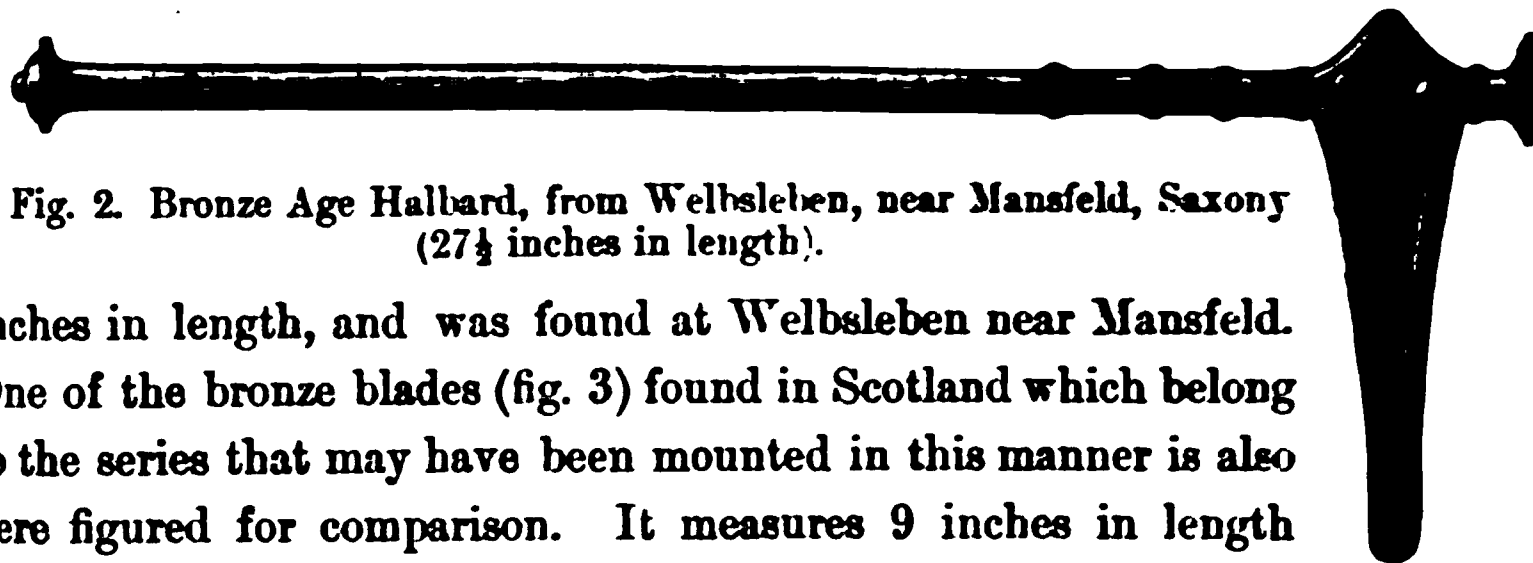 Fig. 2. Bronze Age Halbard, from Welbsleben, near Mansfeld, Saxony
(27½ inches in length).
nches in length, and was found at Welbsleben near Mansfeld.
One of the bronze blades (fig. 3) found in Scotland which belong
o the series that may have been mounted in this manner is also
ere figured for comparison. It measures 9 inches in length